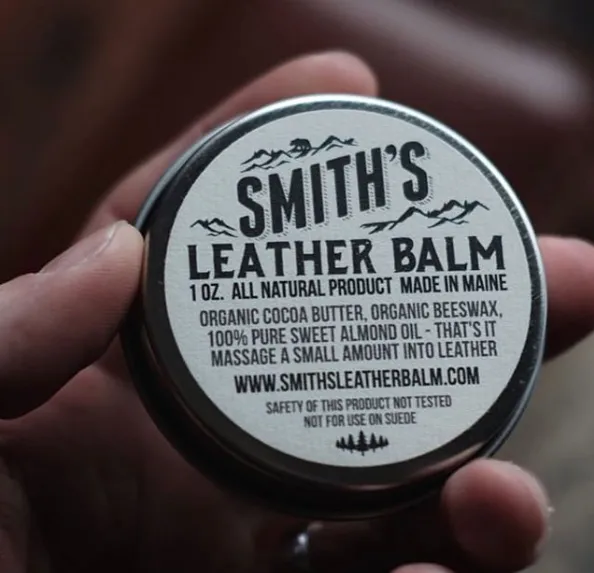 SMITH'S
LEATHER BALM
1 OZ. ALL NATURAL PRODUCT MADE IN MAINE
ORGANIC COCOA BUTTER, ORGANIC BEESWAX,
100% PURE SWEET ALMOND OIL - THAT'S IT
MASSAGE A SMALL AMOUNT INTO LEATHER
WWW.SMITHSLEATHERBALM.COM
SAFETY OF THIS PRODUCT NOT TESTED
NOT FOR USE ON SUEDE